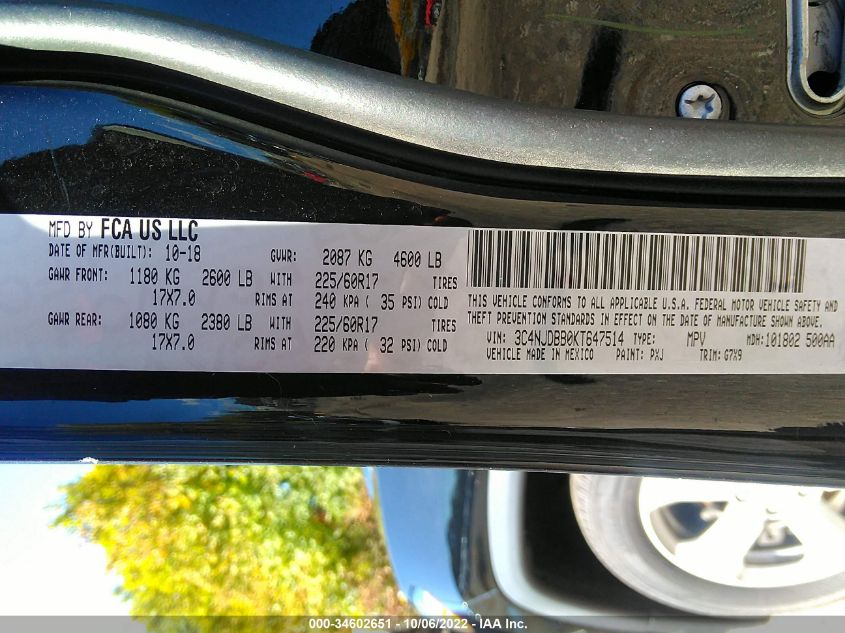 MFD BY FCA US LLC
DATE OF MFR(BUILT): 10-18 GVWR: 2087 KG 4600 LB
GAWR FRONT: 1180 KG 2600 LB WITH 225/60R17 TIRES
17X7.0 RIMS AT 240 KPA ( 35 PSI) COLD
GAWR REAR: 1080 KG 2380 LB WITH 225/60R17 TIRES
17X7.0 RIMS AT 220 KPA ( 32 PSI) COLD
THIS VEHICLE CONFORMS TO ALL APPLICABLE U.S.A. FEDERAL MOTOR VEHICLE SAFETY AND
THEFT PREVENTION STANDARDS IN EFFECT ON THE DATE OF MANUFACTURE SHOWN ABOVE.
VIN: 3C4NJDBB0KT647514 TYPE: MPV MDH: 101802 500AA
VEHICLE MADE IN MEXICO PAINT: PXJ TRIM: G7X9
000-34602651 - 10/06/2022 - IAA Inc.